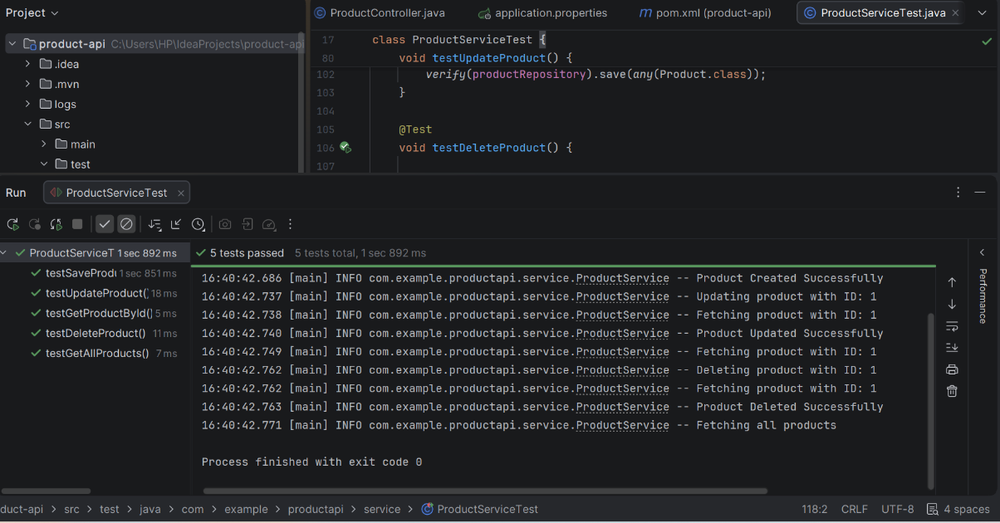 Project
ProductController.java
application.properties
pom.xml (product-api)
ProductServiceTest.java
product-api C:\Users\HP\IdeaProjects\product-api
.idea
.mvn
logs
src
main
test
17 class ProductServiceTest {
80 void testUpdateProduct() {
102 verify(productRepository).save(any(Product.class));
103 }
104
105 @Test
106 void testDeleteProduct() {
107
Run
ProductServiceTest
ProductServiceT 1 sec 892 ms
testSaveProdu 1 sec 851 ms
testUpdateProduct( 18 ms
testGetProductById() 5 ms
testDeleteProduct() 11 ms
testGetAllProducts() 7 ms
5 tests passed 5 tests total, 1 sec 892 ms
16:40:42.686 [main] INFO com.example.productapi.service.ProductService -- Product Created Successfully
16:40:42.737 [main] INFO com.example.productapi.service.ProductService -- Updating product with ID: 1
16:40:42.738 [main] INFO com.example.productapi.service.ProductService -- Fetching product with ID: 1
16:40:42.740 [main] INFO com.example.productapi.service.ProductService -- Product Updated Successfully
16:40:42.749 [main] INFO com.example.productapi.service.ProductService -- Fetching product with ID: 1
16:40:42.762 [main] INFO com.example.productapi.service.ProductService -- Deleting product with ID: 1
16:40:42.762 [main] INFO com.example.productapi.service.ProductService -- Fetching product with ID: 1
16:40:42.763 [main] INFO com.example.productapi.service.ProductService -- Product Deleted Successfully
16:40:42.771 [main] INFO com.example.productapi.service.ProductService -- Fetching all products
Process finished with exit code 0
Performance
duct-api > src > test > java > com > example > productapi > service > ProductServiceTest
118:2 CRLF UTF-8 4 spaces